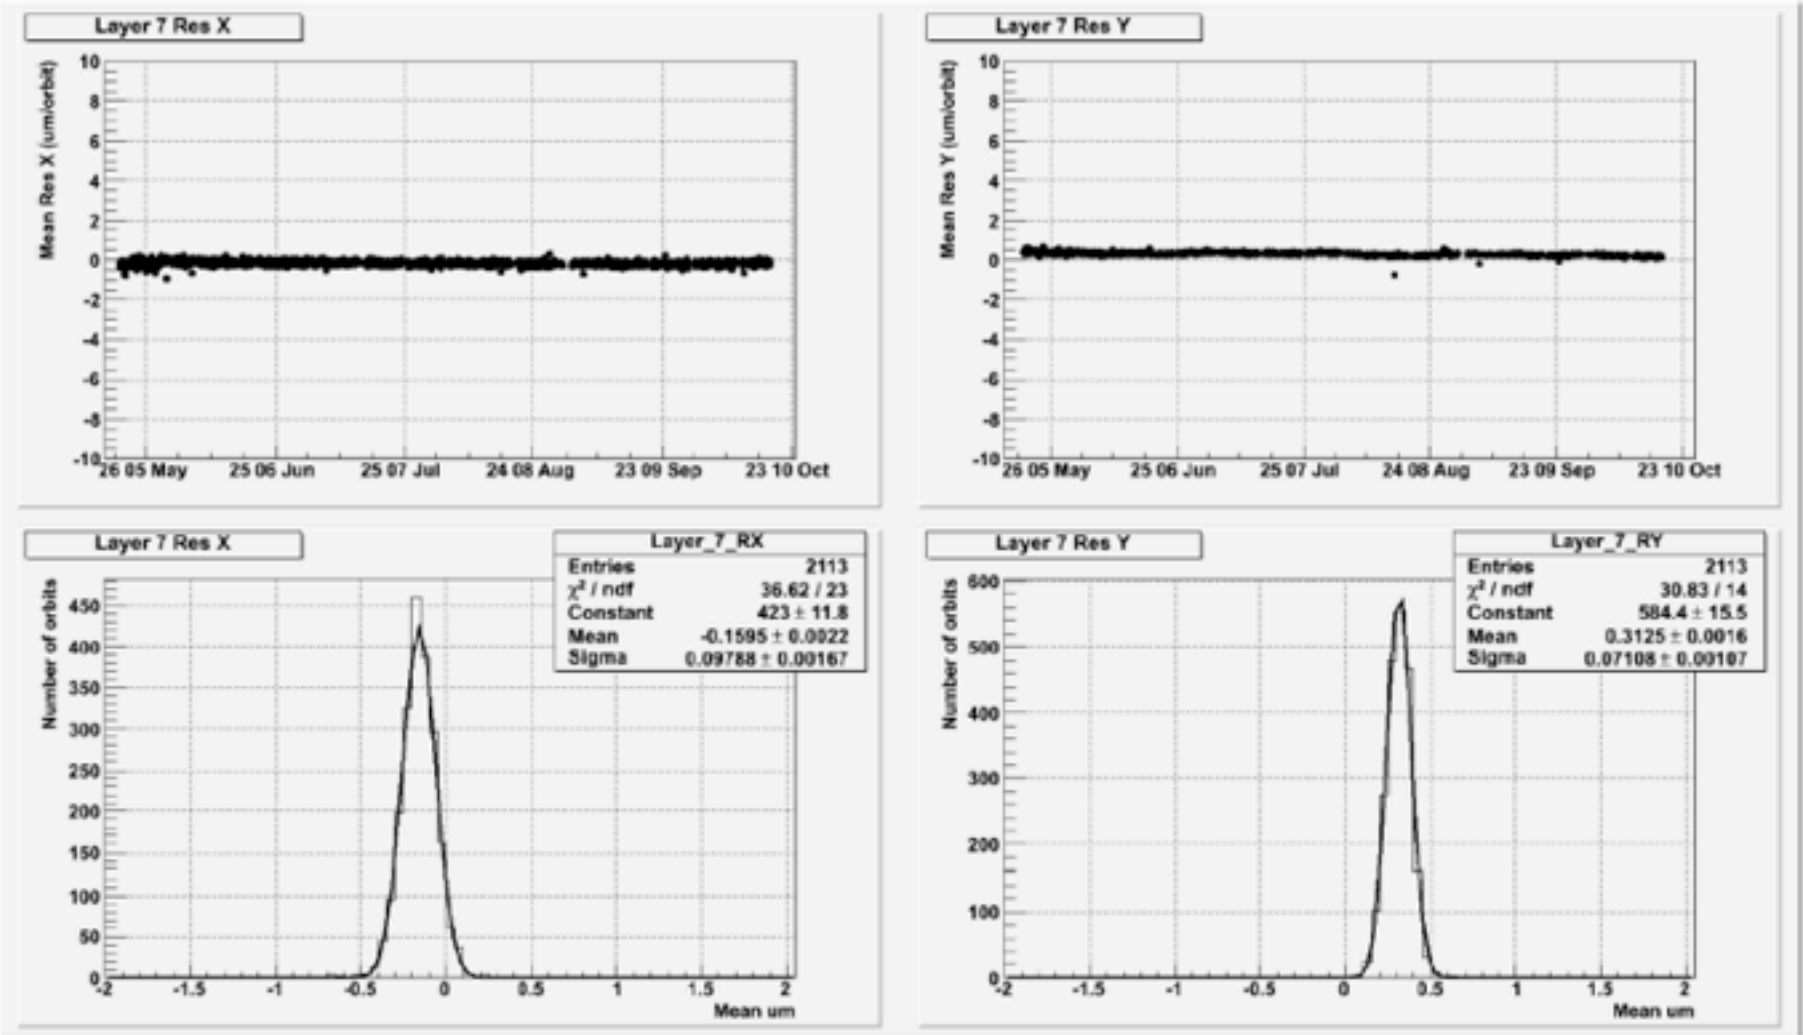 Layer 7 Res X
Mean Res X (um/orbit)
10
8
6
4
2
0
-2
-4
-6
-8
-10
26 05 May 25 06 Jun 25 07 Jul 24 08 Aug 23 09 Sep 23 10 Oct
Layer 7 Res Y
Mean Res Y (um/orbit)
10
8
6
4
2
0
-2
-4
-6
-8
-10
26 05 May 25 06 Jun 25 07 Jul 24 08 Aug 23 09 Sep 23 10 Oct
Layer 7 Res X
Layer_7_RX
Entries 2113
χ² / ndf 36.62 / 23
Constant 423 ± 11.8
Mean -0.1595 ± 0.0022
Sigma 0.09788 ± 0.00167
Number of orbits
450
400
350
300
250
200
150
100
50
0
-2 -1.5 -1 -0.5 0 0.5 1 1.5 2
Mean um
Layer 7 Res Y
Layer_7_RY
Entries 2113
χ² / ndf 30.83 / 14
Constant 584.4 ± 15.5
Mean 0.3125 ± 0.0016
Sigma 0.07108 ± 0.00107
Number of orbits
600
500
400
300
200
100
0
-2 -1.5 -1 -0.5 0 0.5 1 1.5 2
Mean um